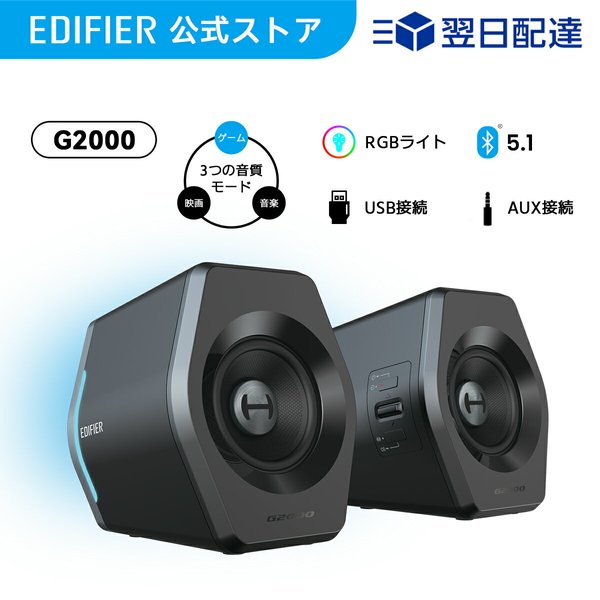 EDIFIER 公式ストア
翌日配達
G2000
ゲーム
3つの音質
モード
映画
音楽
RGBライト
5.1
USB接続
AUX接続
EDIFIER
G2000
G2000